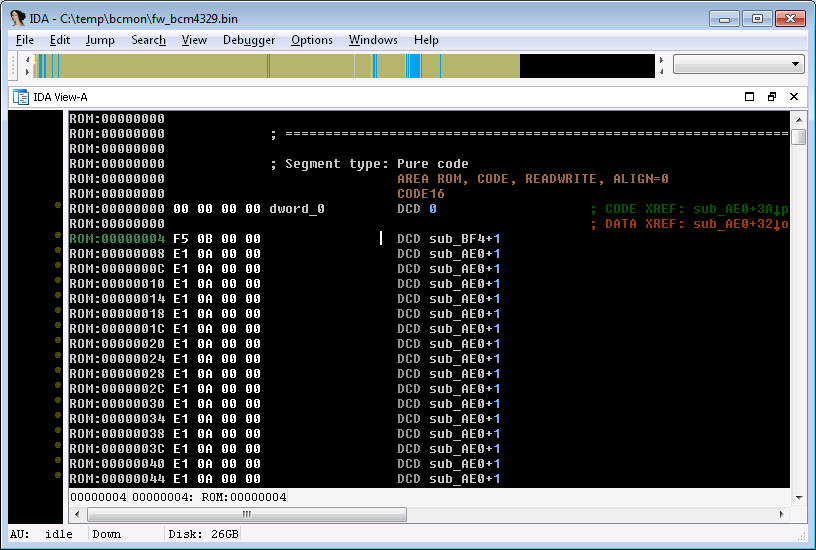 IDA - C:\temp\bcmon\fw_bcm4329.bin
File Edit Jump Search View Debugger Options Windows Help
IDA View-A
ROM:00000000
ROM:00000000 ; ===============================================================
ROM:00000000
ROM:00000000 ; Segment type: Pure code
ROM:00000000 AREA ROM, CODE, READWRITE, ALIGN=0
ROM:00000000 CODE16
ROM:00000000 00 00 00 00 dword_0 DCD 0 ; CODE XREF: sub_AE0+3A↓p
ROM:00000000 ; DATA XREF: sub_AE0+32↓o
ROM:00000004 F5 0B 00 00 DCD sub_BF4+1
ROM:00000008 E1 0A 00 00 DCD sub_AE0+1
ROM:0000000C E1 0A 00 00 DCD sub_AE0+1
ROM:00000010 E1 0A 00 00 DCD sub_AE0+1
ROM:00000014 E1 0A 00 00 DCD sub_AE0+1
ROM:00000018 E1 0A 00 00 DCD sub_AE0+1
ROM:0000001C E1 0A 00 00 DCD sub_AE0+1
ROM:00000020 E1 0A 00 00 DCD sub_AE0+1
ROM:00000024 E1 0A 00 00 DCD sub_AE0+1
ROM:00000028 E1 0A 00 00 DCD sub_AE0+1
ROM:0000002C E1 0A 00 00 DCD sub_AE0+1
ROM:00000030 E1 0A 00 00 DCD sub_AE0+1
ROM:00000034 E1 0A 00 00 DCD sub_AE0+1
ROM:00000038 E1 0A 00 00 DCD sub_AE0+1
ROM:0000003C E1 0A 00 00 DCD sub_AE0+1
ROM:00000040 E1 0A 00 00 DCD sub_AE0+1
ROM:00000044 E1 0A 00 00 DCD sub_AE0+1
00000004 00000004: ROM:00000004
AU: idle Down Disk: 26GB